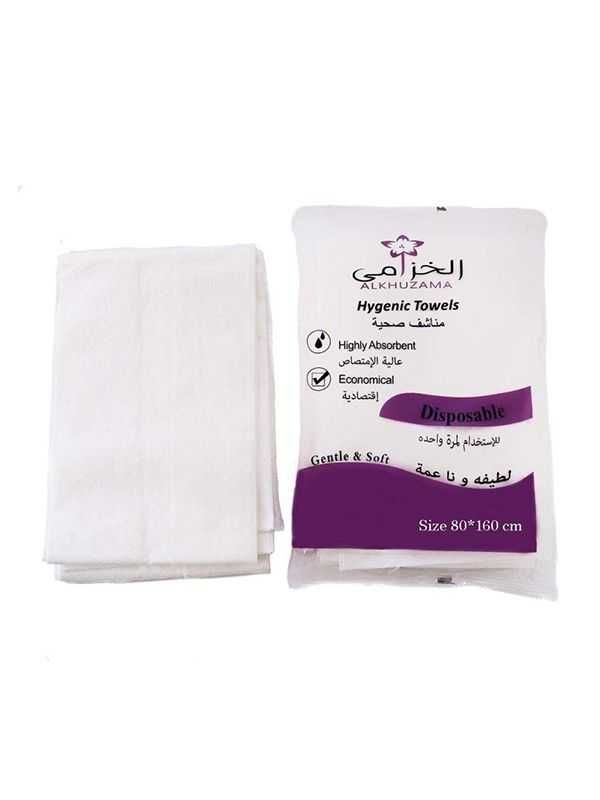 الخزامى
ALKHUZAMA
Hygenic Towels
مناشف صحية
Highly Absorbent
عالية الإمتصاص
Economical
إقتصادية
Disposable
للإستخدام لمرة واحده
Gentle & Soft
لطيفه و نا عمة
Size 80*160 cm